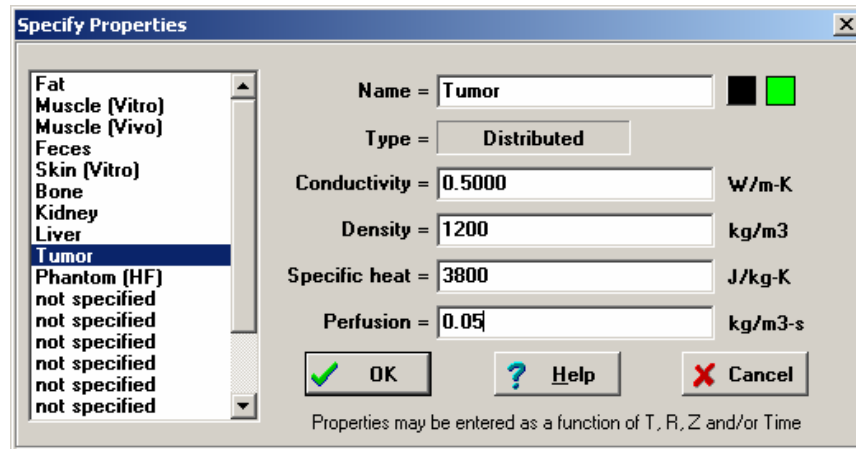 Specify Properties
Fat
Muscle (Vitro)
Muscle (Vivo)
Feces
Skin (Vitro)
Bone
Kidney
Liver
Tumor
Phantom (HF)
not specified
not specified
not specified
not specified
not specified
not specified
Name = Tumor
Type = Distributed
Conductivity = 0.5000 W/m-K
Density = 1200 kg/m3
Specific heat = 3800 J/kg-K
Perfusion = 0.05 kg/m3-s
OK ? Help Cancel
Properties may be entered as a function of T, R, Z and/or Time